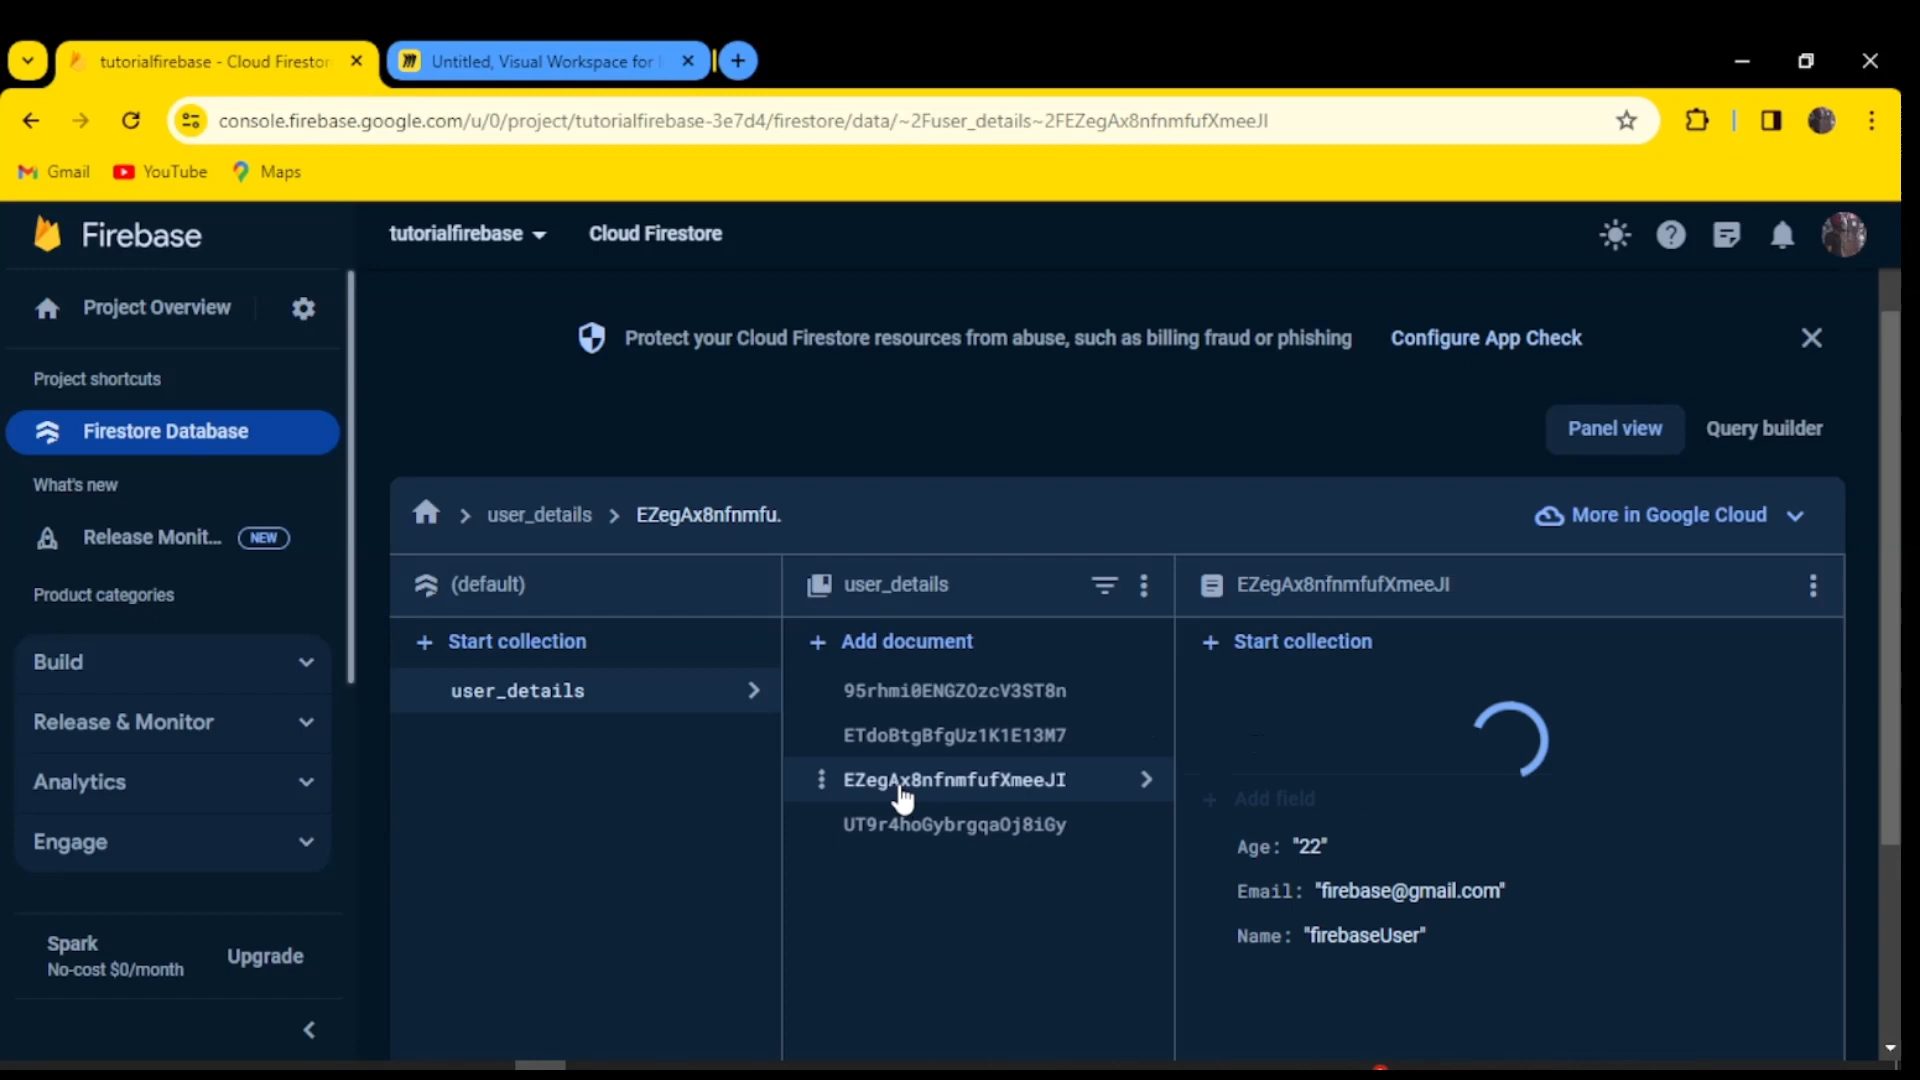 tutorialfirebase - Cloud Firestor
Untitled, Visual Workspace for
console.firebase.google.com/u/0/project/tutorialfirebase-3e7d4/firestore/data/~2Fuser_details~2FEZegAx8nfnmfufXmeeJI
Gmail
YouTube
Maps
Firebase
tutorialfirebase
Cloud Firestore
Project Overview
Protect your Cloud Firestore resources from abuse, such as billing fraud or phishing
Configure App Check
Project shortcuts
Firestore Database
Panel view
Query builder
What's new
Release Monit...
NEW
Product categories
Build
Release & Monitor
Analytics
Engage
Spark
No-cost $0/month
Upgrade
user_details
EZegAx8nfnmfu.
More in Google Cloud
(default)
Start collection
user_details
user_details
Add document
95rhmi0ENGZOzcV3ST8n
ETdoBtgBfgUz1K1E13M7
EZegAx8nfnmfufXmeeJI
UT9r4hoGybrgqaOj8iGy
EZegAx8nfnmfufXmeeJI
Start collection
Add field
Age: "22"
Email: "firebase@gmail.com"
Name: "firebaseUser"